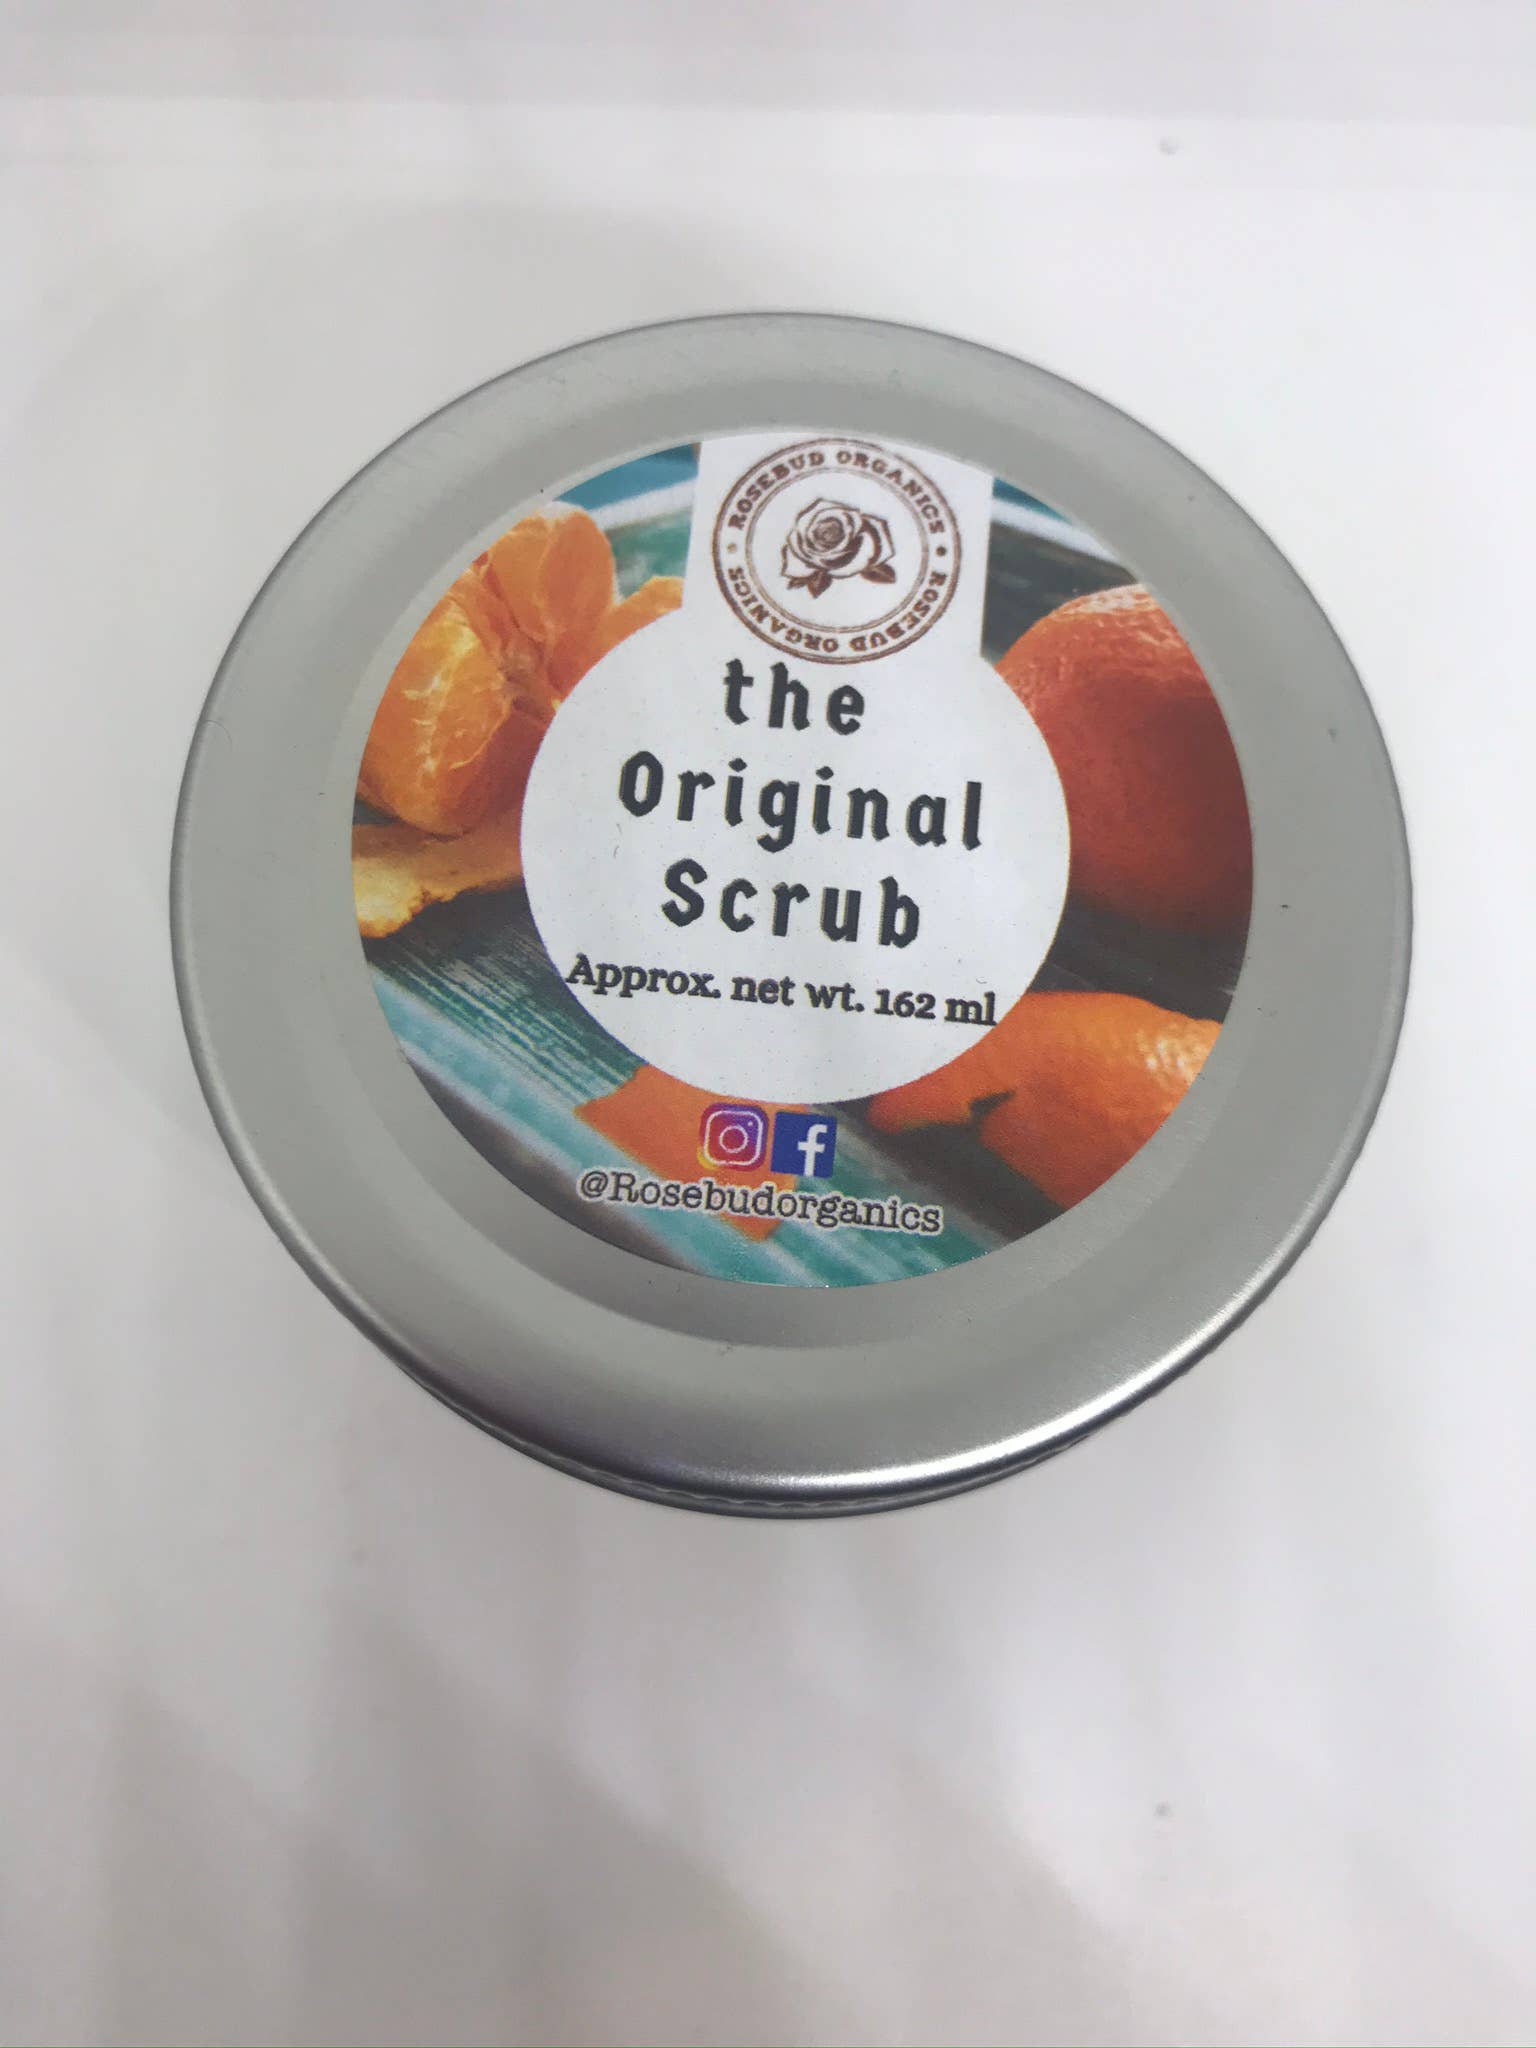 ROSEBUD ORGANICS ★ ROSEBUD ORGANICS ★
the
Original
Scrub
Approx. net wt. 162 ml
@Rosebudorganics